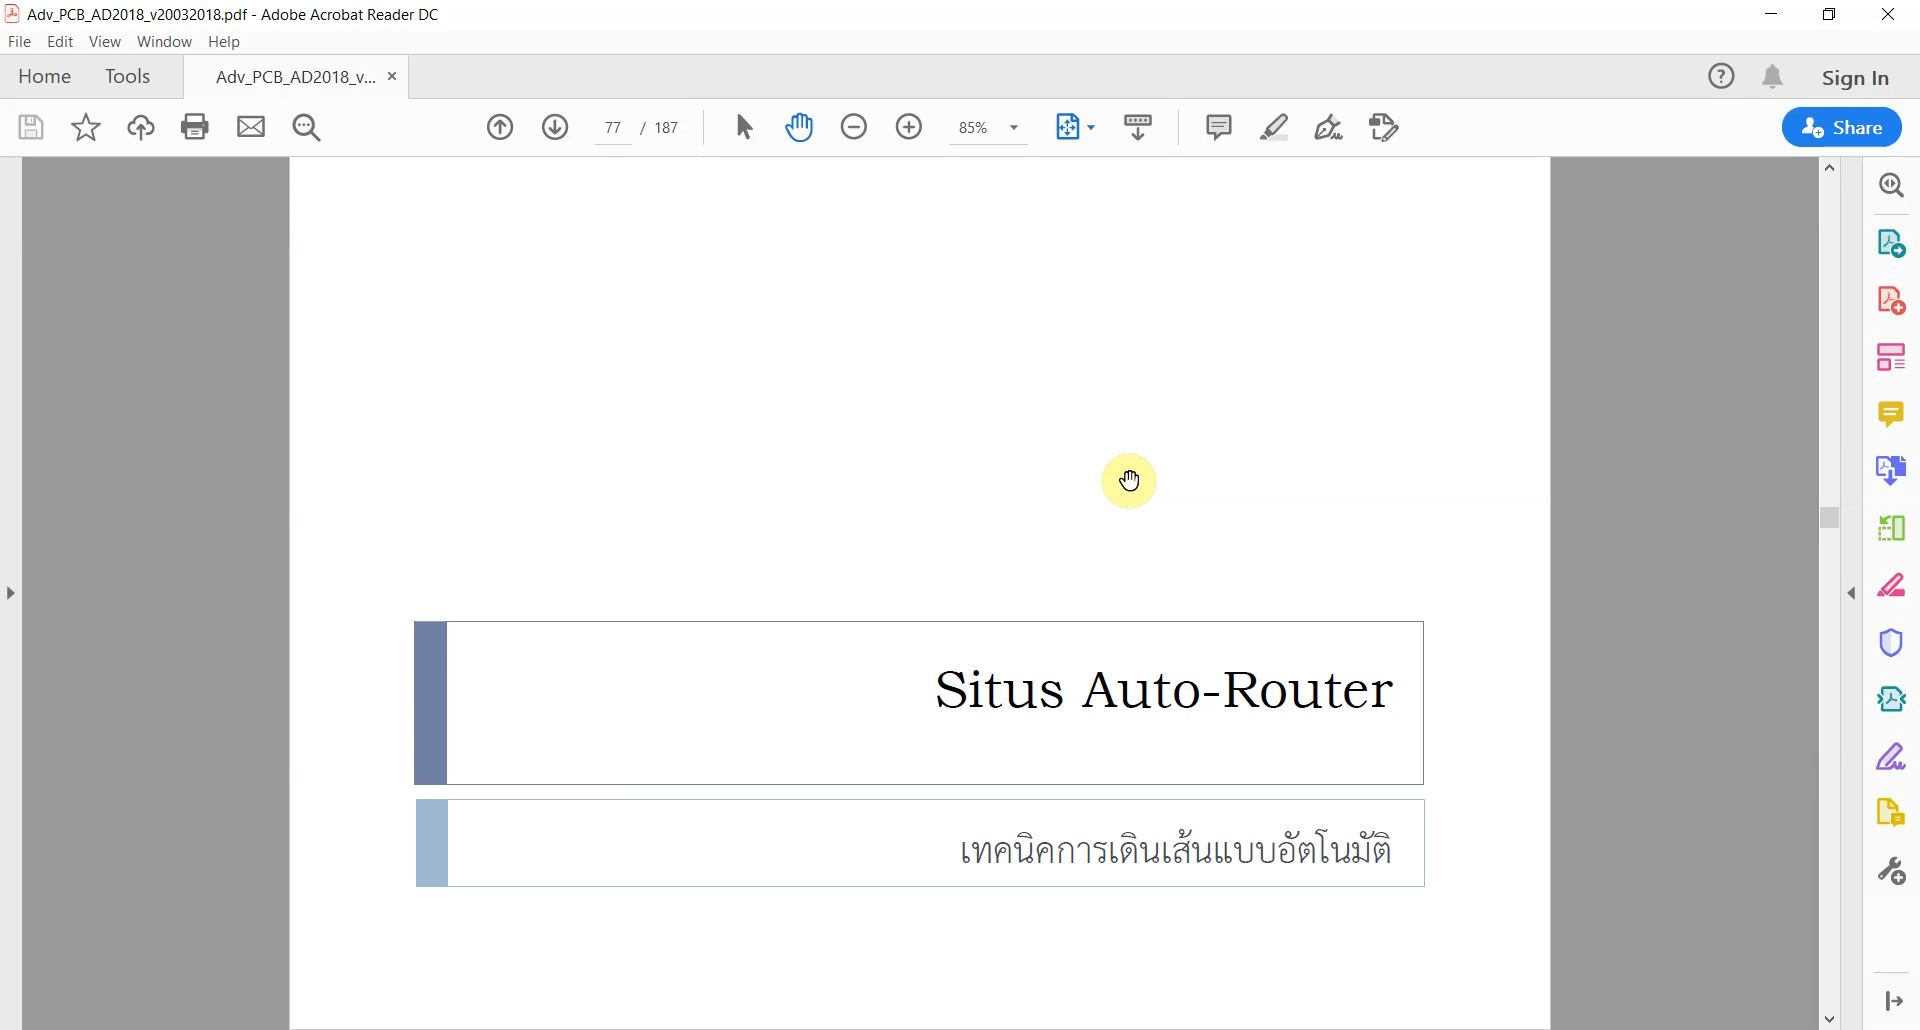 Adv_PCB_AD2018_v20032018.pdf - Adobe Acrobat Reader DC
File Edit View Window Help
Home Tools Adv_PCB_AD2018_v... × Sign In
77 / 187 85% Share
Situs Auto-Router
เทคนิคการเดินเส้นแบบอัตโนมัติ